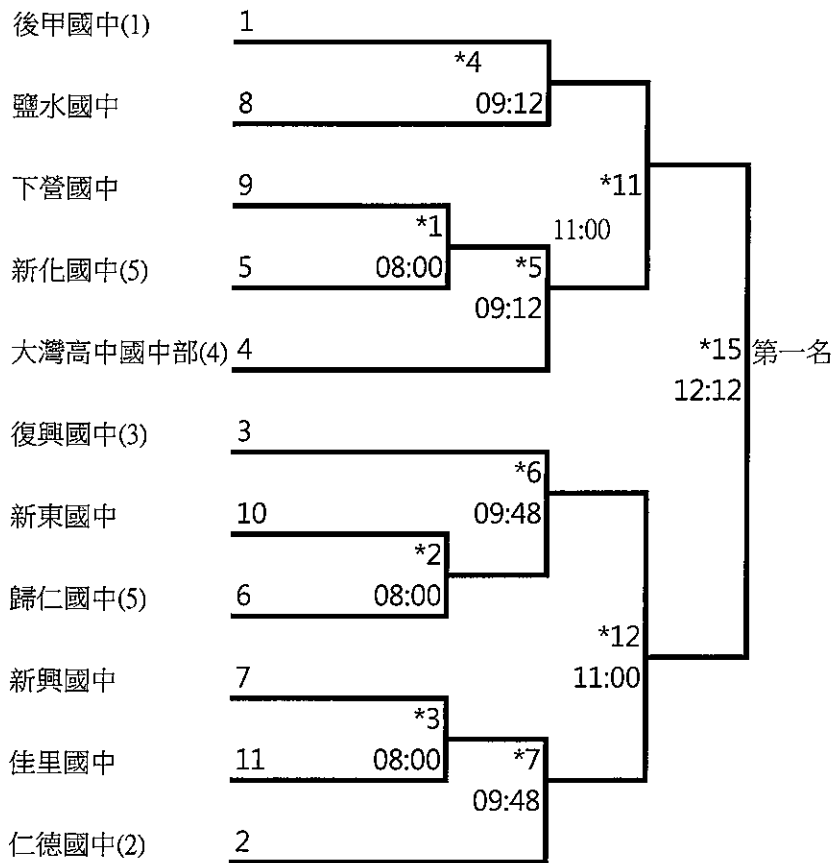 後甲國中(1) 1
*4
鹽水國中 8 09:12
下營國中 9 *11
*1 11:00
新化國中(5) 5 08:00 *5
09:12
大灣高中國中部(4) 4 *15 第一名
12:12
復興國中(3) 3
*6
新東國中 10 09:48
*2
歸仁國中(5) 6 08:00
*12
新興國中 7 11:00
*3
佳里國中 11 08:00 *7
09:48
仁德國中(2) 2